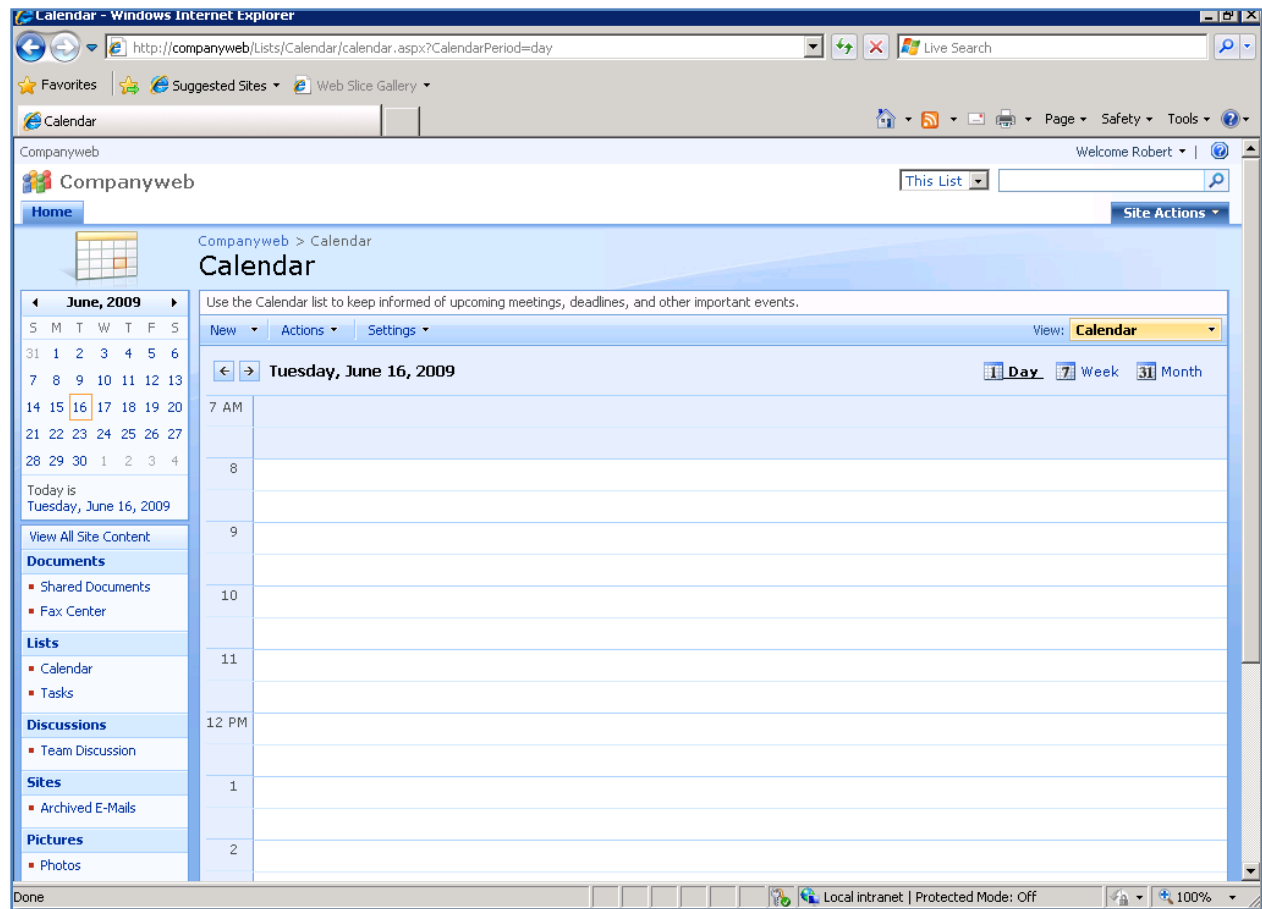 Calendar - Windows Internet Explorer
http://companyweb/Lists/Calendar/calendar.aspx?CalendarPeriod=day
Live Search
Favorites
Suggested Sites
Web Slice Gallery
Calendar
Page
Safety
Tools
Companyweb
Welcome Robert
Companyweb
This List
Home
Site Actions
Companyweb > Calendar
Calendar
June, 2009
S M T W T F S
31 1 2 3 4 5 6
7 8 9 10 11 12 13
14 15 16 17 18 19 20
21 22 23 24 25 26 27
28 29 30 1 2 3 4
Today is
Tuesday, June 16, 2009
View All Site Content
Documents
Shared Documents
Fax Center
Lists
Calendar
Tasks
Discussions
Team Discussion
Sites
Archived E-Mails
Pictures
Photos
Use the Calendar list to keep informed of upcoming meetings, deadlines, and other important events.
New Actions Settings
View: Calendar
Tuesday, June 16, 2009
1 Day 7 Week 31 Month
7 AM
8
9
10
11
12 PM
1
2
Done
Local intranet | Protected Mode: Off
100%